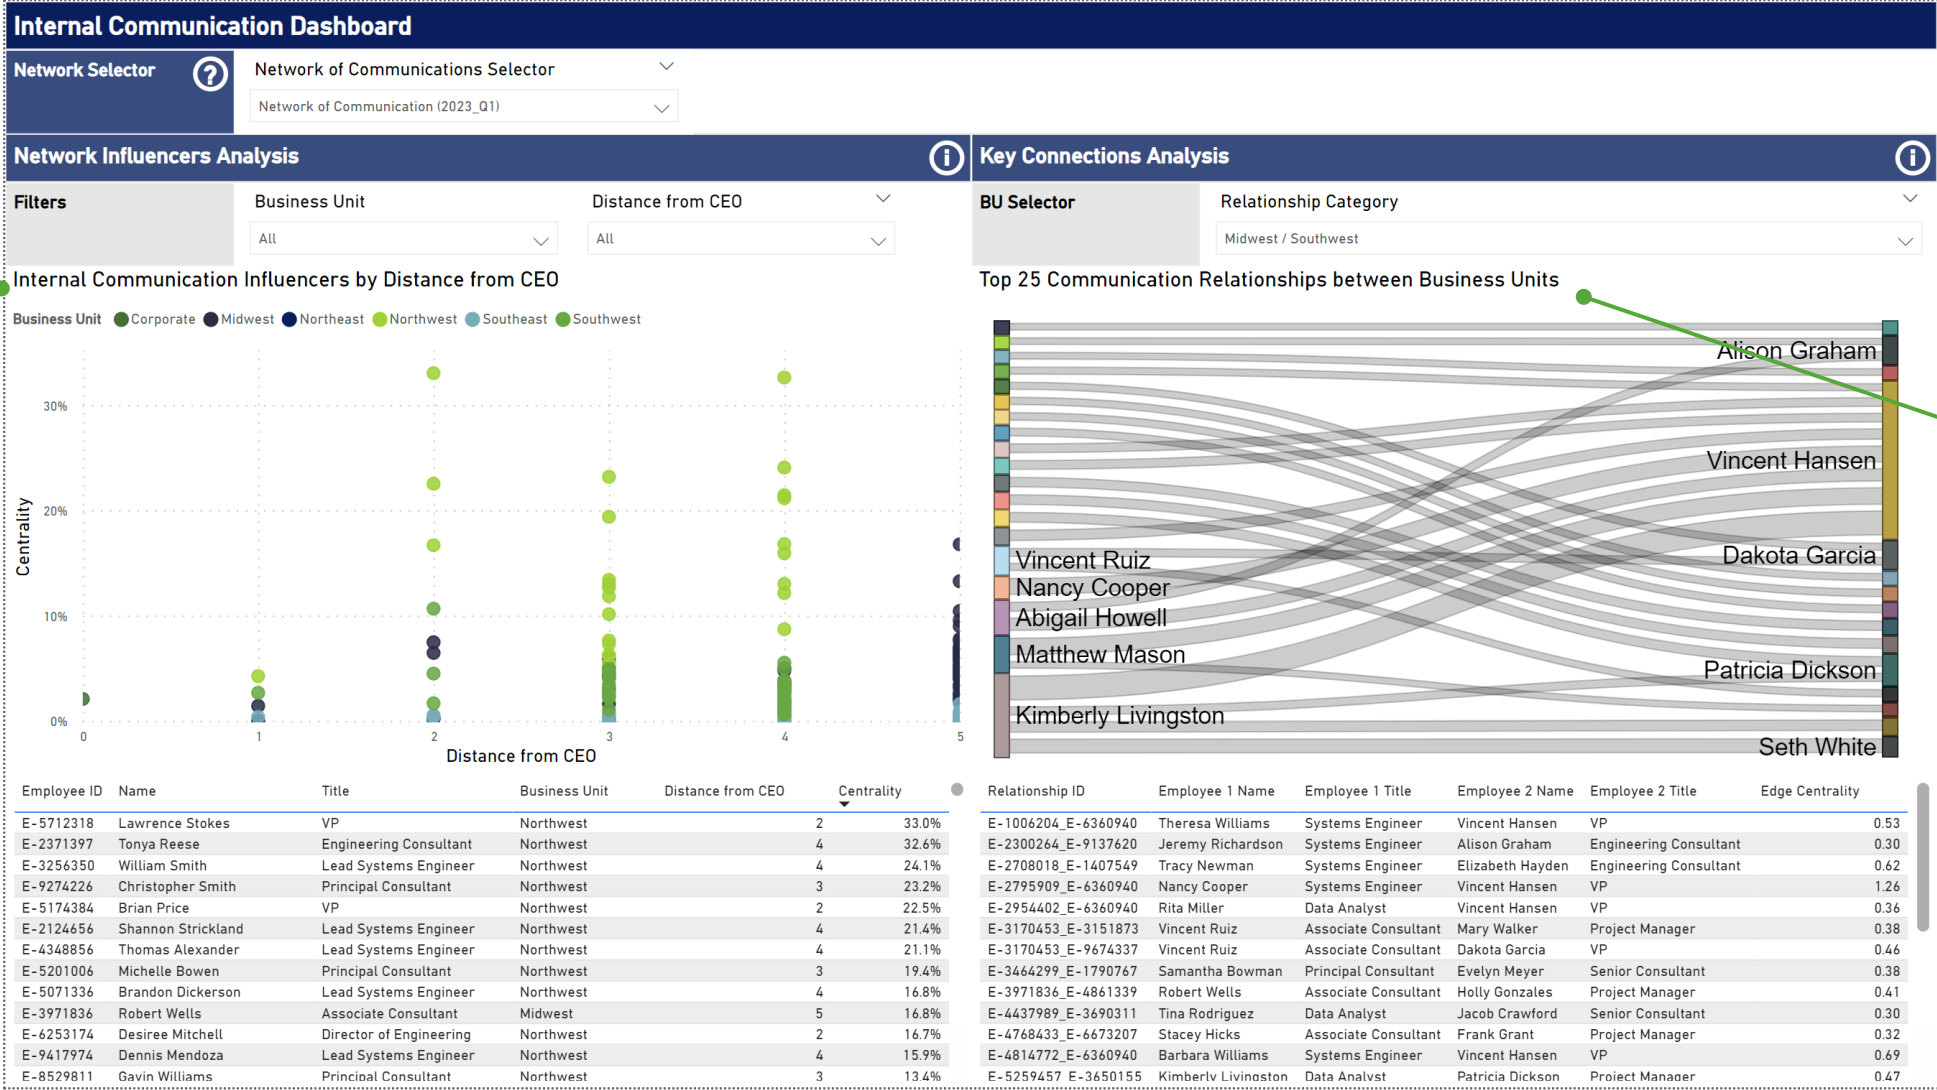 Internal Communication Dashboard
Network Selector
?
Network of Communications Selector
Network of Communication (2023_Q1)
Network Influencers Analysis
Filters
Business Unit
All
Distance from CEO
All
Internal Communication Influencers by Distance from CEO
Business Unit Corporate Midwest Northeast Northwest Southeast Southwest
Centrality
30%
20%
10%
0%
0 1 2 3 4 5
Distance from CEO
Employee ID Name Title Business Unit Distance from CEO Centrality
E-5712318 Lawrence Stokes VP Northwest 2 33.0%
E-2371397 Tonya Reese Engineering Consultant Northwest 4 32.6%
E-3256350 William Smith Lead Systems Engineer Northwest 4 24.1%
E-9274226 Christopher Smith Principal Consultant Northwest 3 23.2%
E-5174384 Brian Price VP Northwest 2 22.5%
E-2124656 Shannon Strickland Lead Systems Engineer Northwest 4 21.4%
E-4348856 Thomas Alexander Lead Systems Engineer Northwest 4 21.1%
E-5201006 Michelle Bowen Principal Consultant Northwest 3 19.4%
E-5071336 Brandon Dickerson Lead Systems Engineer Northwest 4 16.8%
E-3971836 Robert Wells Associate Consultant Midwest 5 16.8%
E-6253174 Desiree Mitchell Director of Engineering Northwest 2 16.7%
E-9417974 Dennis Mendoza Lead Systems Engineer Northwest 4 15.9%
E-8529811 Gavin Williams Principal Consultant Northwest 3 13.4%
Key Connections Analysis
BU Selector
Relationship Category
Midwest / Southwest
Top 25 Communication Relationships between Business Units
Alison Graham
Vincent Hansen
Dakota Garcia
Vincent Ruiz
Nancy Cooper
Abigail Howell
Matthew Mason
Patricia Dickson
Kimberly Livingston
Seth White
Relationship ID Employee 1 Name Employee 1 Title Employee 2 Name Employee 2 Title Edge Centrality
E-1006204_E-6360940 Theresa Williams Systems Engineer Vincent Hansen VP 0.53
E-2300264_E-9137620 Jeremy Richardson Systems Engineer Alison Graham Engineering Consultant 0.30
E-2708018_E-1407549 Tracy Newman Systems Engineer Elizabeth Hayden Engineering Consultant 0.62
E-2795909_E-6360940 Nancy Cooper Systems Engineer Vincent Hansen VP 1.26
E-2954402_E-6360940 Rita Miller Data Analyst Vincent Hansen VP 0.36
E-3170453_E-3151873 Vincent Ruiz Associate Consultant Mary Walker Project Manager 0.38
E-3170453_E-9674337 Vincent Ruiz Associate Consultant Dakota Garcia VP 0.46
E-3464299_E-1790767 Samantha Bowman Principal Consultant Evelyn Meyer Senior Consultant 0.38
E-3971836_E-4861339 Robert Wells Associate Consultant Holly Gonzales Project Manager 0.41
E-4437989_E-3690311 Tina Rodriguez Data Analyst Jacob Crawford Senior Consultant 0.30
E-4768433_E-6673207 Stacey Hicks Associate Consultant Frank Grant Project Manager 0.32
E-4814772_E-6360940 Barbara Williams Systems Engineer Vincent Hansen VP 0.69
E-5259457_E-3650155 Kimberly Livingston Data Analyst Patricia Dickson Project Manager 0.47